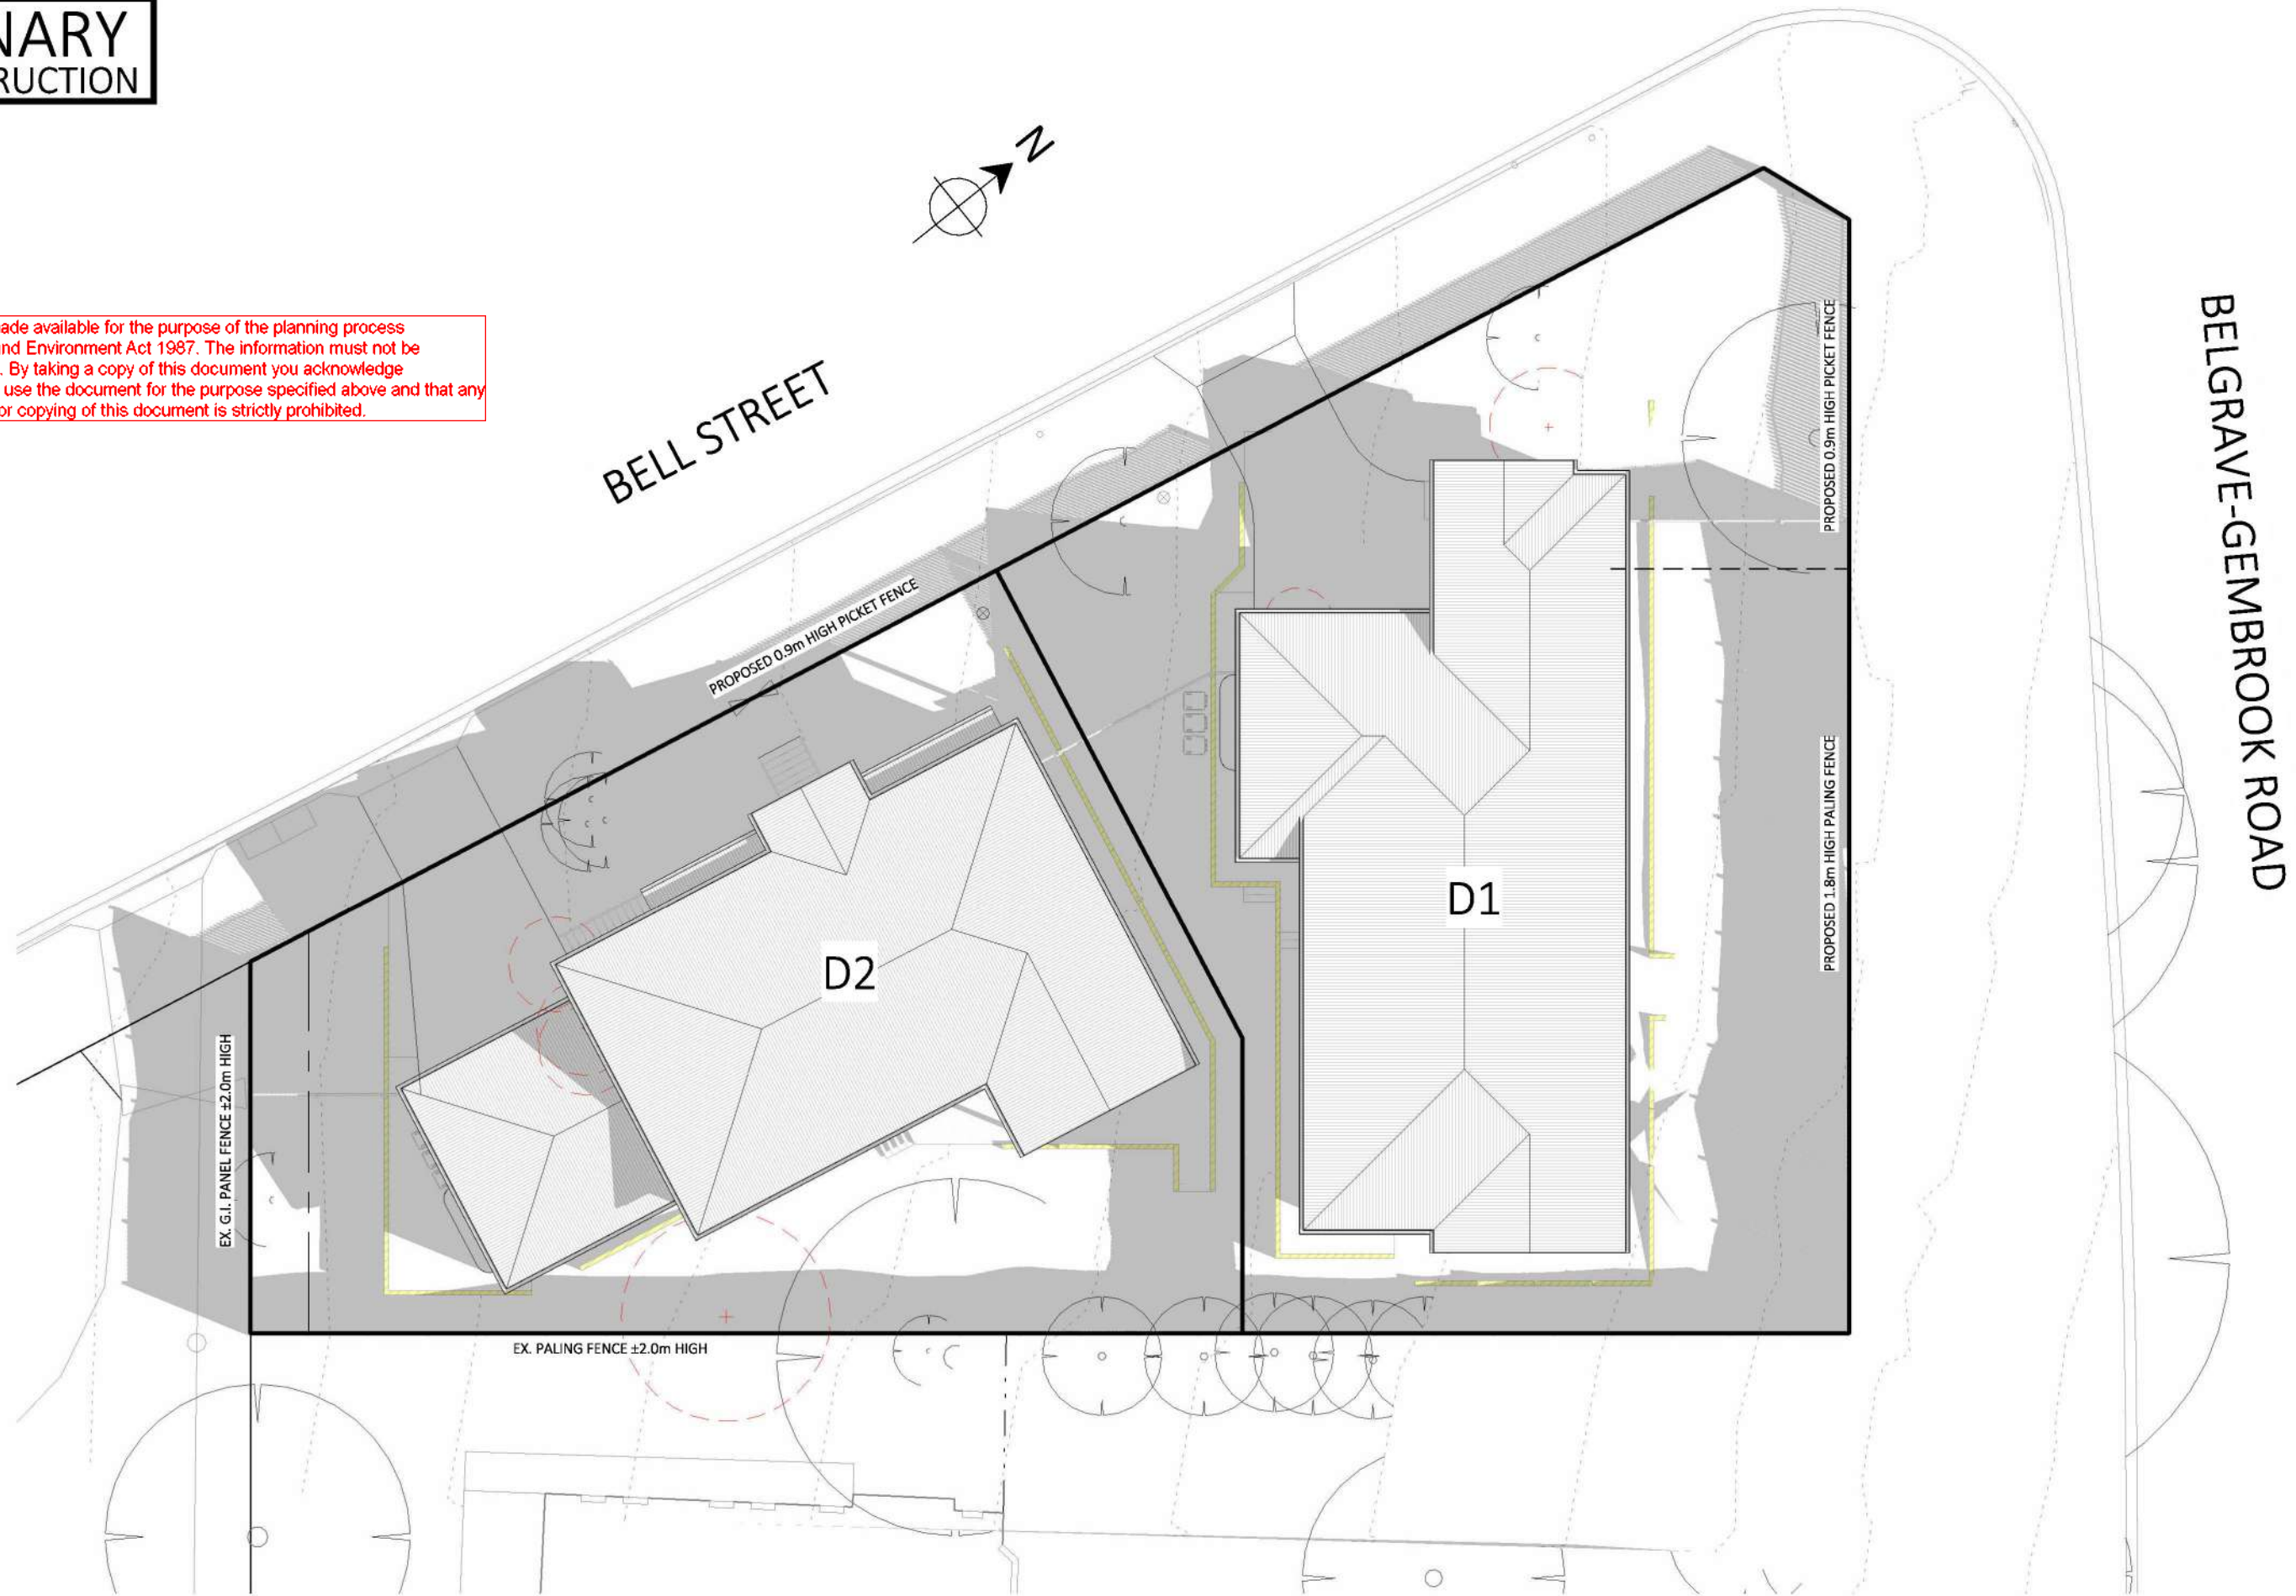 NARY
RUCTION
N
ade available for the purpose of the planning process
nd Environment Act 1987. The information must not be
. By taking a copy of this document you acknowledge
use the document for the purpose specified above and that any
or copying of this document is strictly prohibited.
BELL STREET
BELGRAVE-GEMBROOK ROAD
PROPOSED 0.9m HIGH PICKET FENCE
PROPOSED 0.9m HIGH PICKET FENCE
PROPOSED 1.8m HIGH PALING FENCE
D1
D2
EX. G.I. PANEL FENCE ±2.0m HIGH
EX. PALING FENCE ±2.0m HIGH